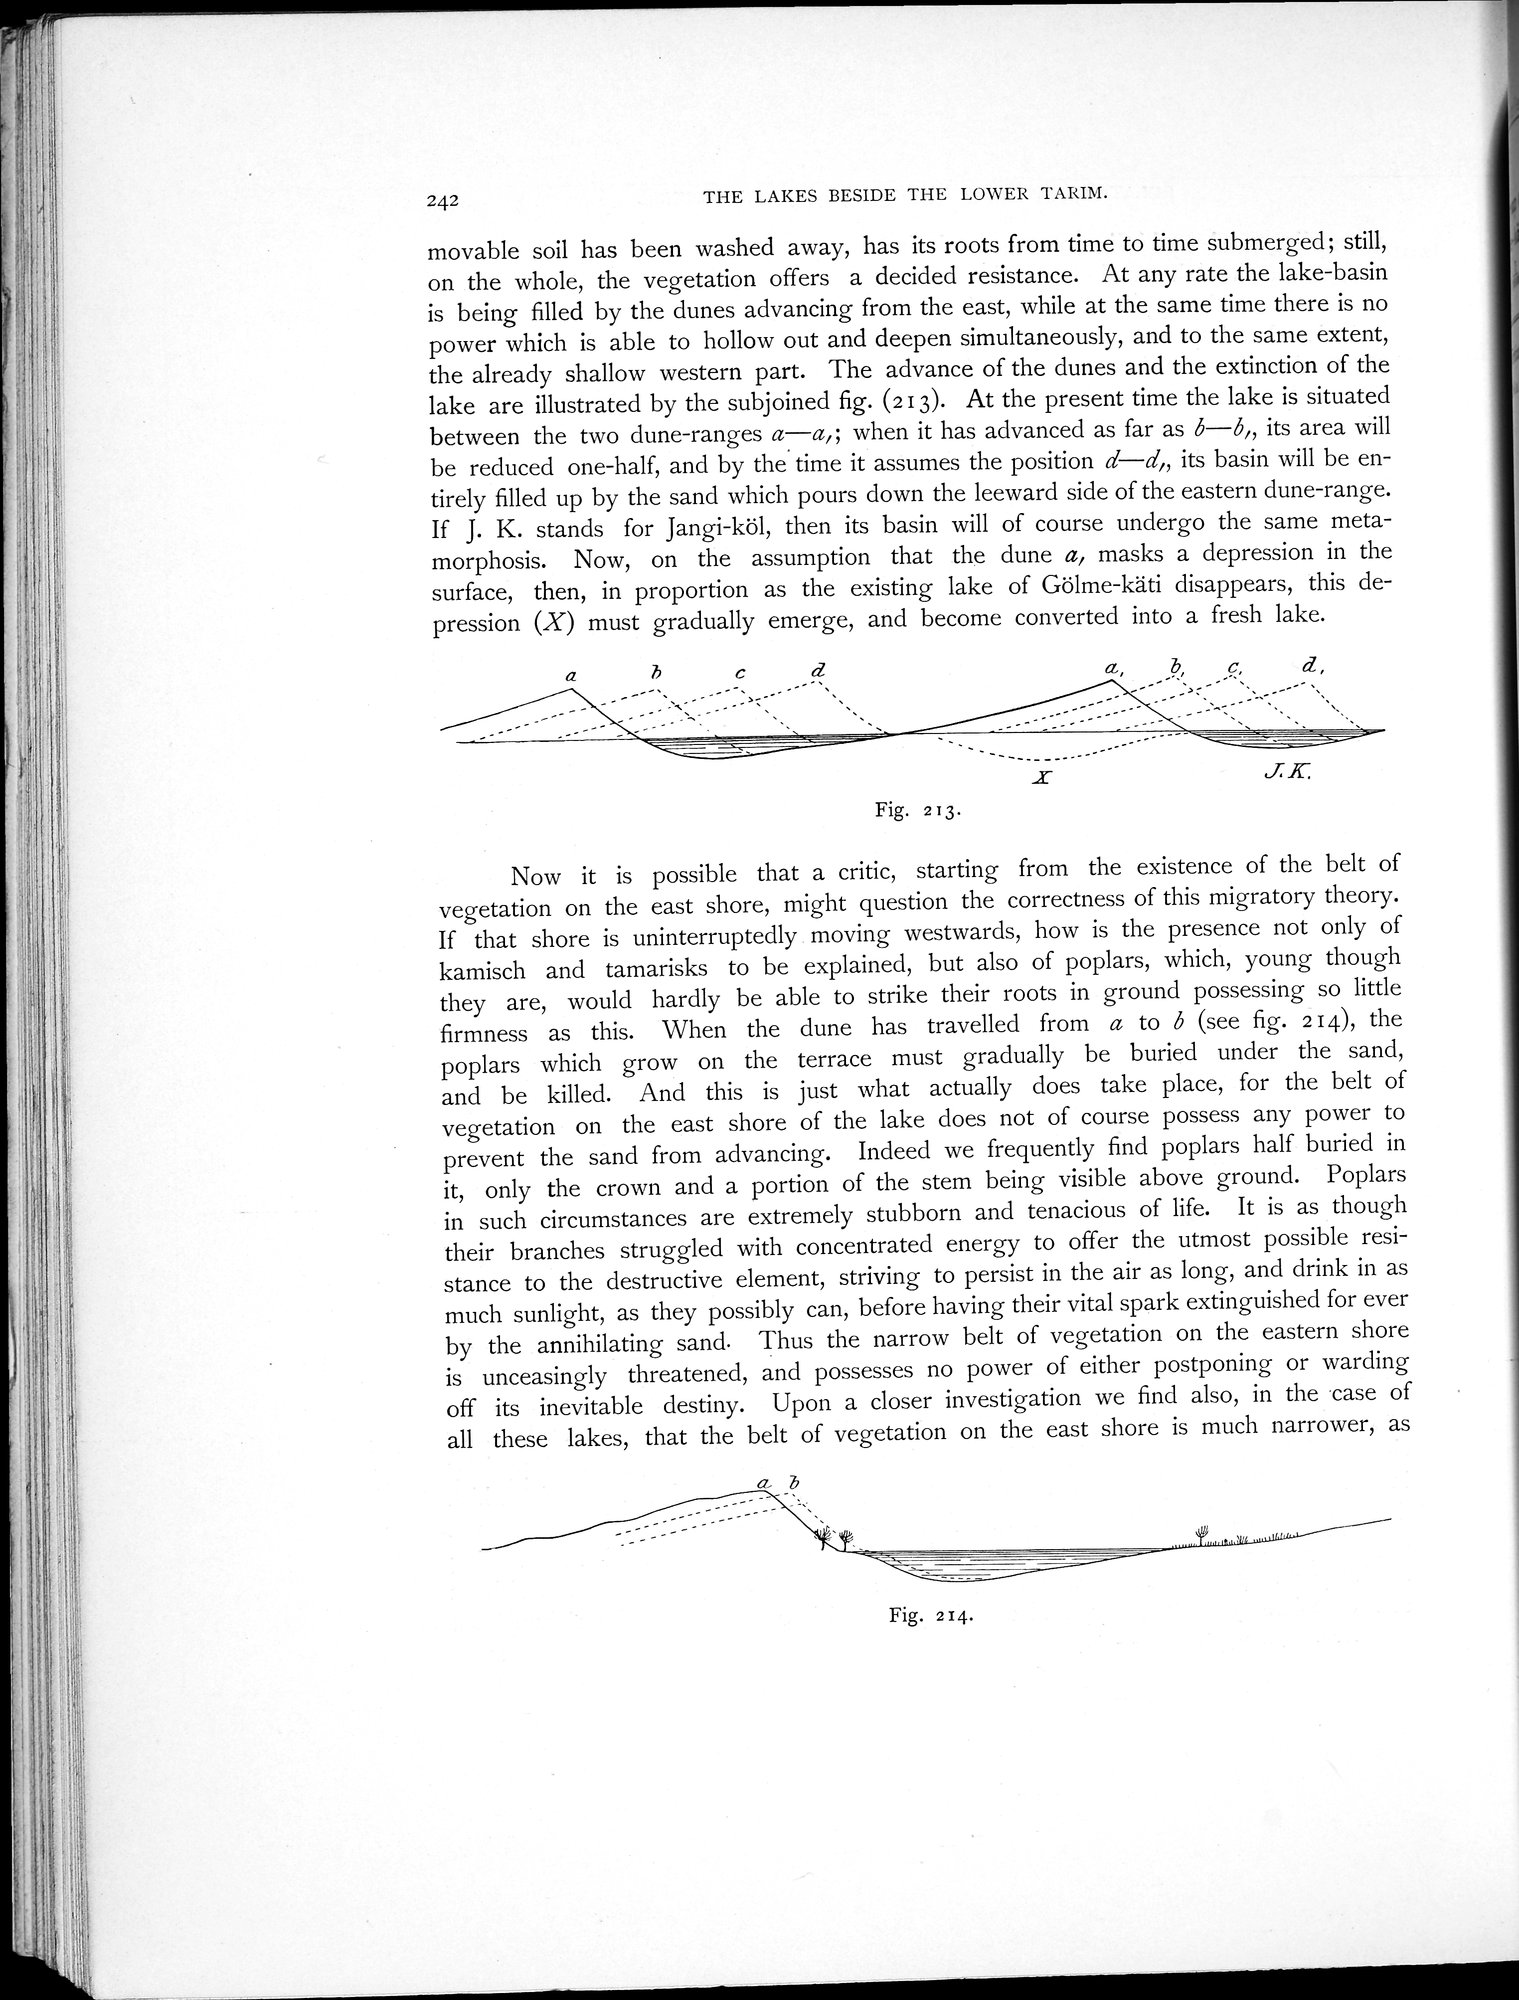 242
THE LAKES BESIDE THE LOWER TARIM.
movable soil has been washed away, has its roots from time to time submerged; still,
on the whole, the vegetation offers a decided resistance. At any rate the lake-basin
is being filled by the dunes advancing from the east, while at the same time there is no
power which is able to hollow out and deepen simultaneously, and to the same extent,
the already shallow western part. The advance of the dunes and the extinction of the
lake are illustrated by the subjoined fig. (213). At the present time the lake is situated
between the two dune-ranges a—a,; when it has advanced as far as b—b,, its area will
be reduced one-half, and by the time it assumes the position d—d,, its basin will be en-
tirely filled up by the sand which pours down the leeward side of the eastern dune-range.
If J. K. stands for Jangi-köl, then its basin will of course undergo the same meta-
morphosis. Now, on the assumption that the dune a, masks a depression in the
surface, then, in proportion as the existing lake of Gölme-käti disappears, this de-
pression (X) must gradually emerge, and become converted into a fresh lake.
a b c d a, b, c, d,
X J. K.
Fig. 213.
Now it is possible that a critic, starting from the existence of the belt of
vegetation on the east shore, might question the correctness of this migratory theory.
If that shore is uninterruptedly moving westwards, how is the presence not only of
kamisch and tamarisks to be explained, but also of poplars, which, young though
they are, would hardly be able to strike their roots in ground possessing so little
firmness as this. When the dune has travelled from a to b (see fig. 214), the
poplars which grow on the terrace must gradually be buried under the sand,
and be killed. And this is just what actually does take place, for the belt of
vegetation on the east shore of the lake does not of course possess any power to
prevent the sand from advancing. Indeed we frequently find poplars half buried in
it, only the crown and a portion of the stem being visible above ground. Poplars
in such circumstances are extremely stubborn and tenacious of life. It is as though
their branches struggled with concentrated energy to offer the utmost possible resi-
stance to the destructive element, striving to persist in the air as long, and drink in as
much sunlight, as they possibly can, before having their vital spark extinguished for ever
by the annihilating sand. Thus the narrow belt of vegetation on the eastern shore
is unceasingly threatened, and possesses no power of either postponing or warding
off its inevitable destiny. Upon a closer investigation we find also, in the case of
all these lakes, that the belt of vegetation on the east shore is much narrower, as
a b
Fig. 214.